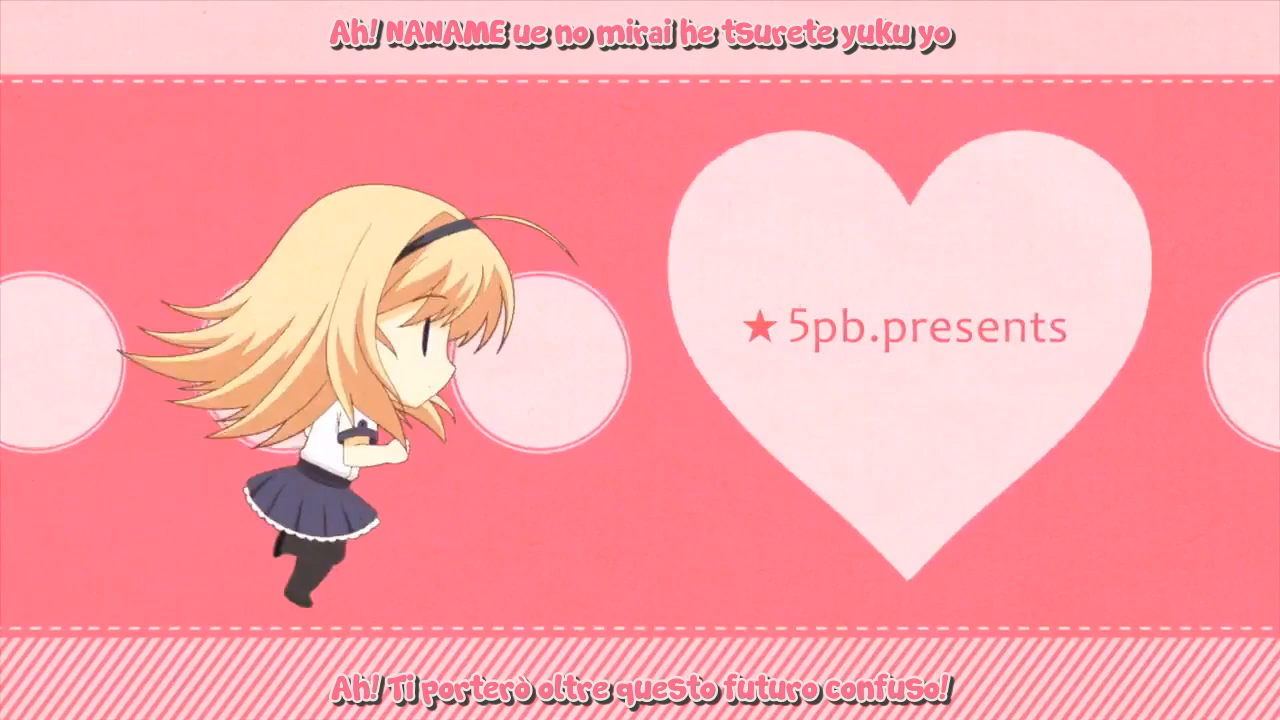 Ah! NANAME ue no mirai he tsurete yuku yo
★5pb.presents
Ah! Ti porterò oltre questo futuro confuso!